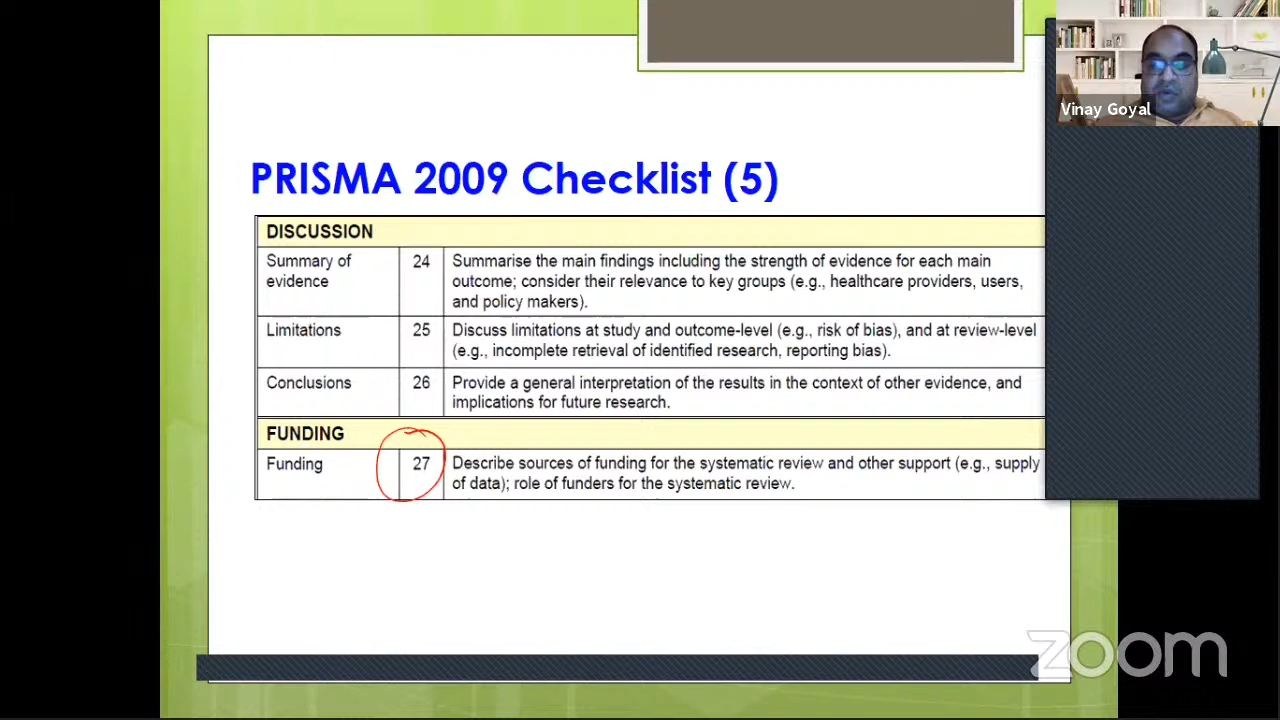 Vinay Goyal
PRISMA 2009 Checklist (5)
DISCUSSION
Summary of evidence 24 Summarise the main findings including the strength of evidence for each main
outcome; consider their relevance to key groups (e.g., healthcare providers, users,
and policy makers).
Limitations 25 Discuss limitations at study and outcome-level (e.g., risk of bias), and at review-level
(e.g., incomplete retrieval of identified research, reporting bias).
Conclusions 26 Provide a general interpretation of the results in the context of other evidence, and
implications for future research.
FUNDING
Funding 27 Describe sources of funding for the systematic review and other support (e.g., supply
of data); role of funders for the systematic review.
zoom